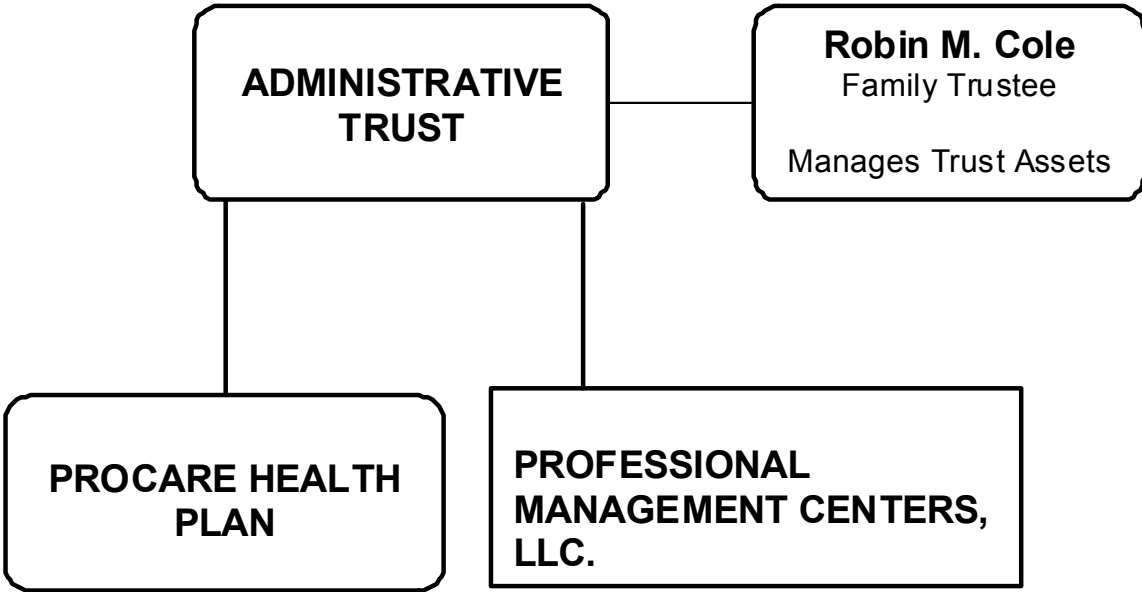 ADMINISTRATIVE
TRUST
Robin M. Cole
Family Trustee
Manages Trust Assets
PROCARE HEALTH
PLAN
PROFESSIONAL
MANAGEMENT CENTERS,
LLC.